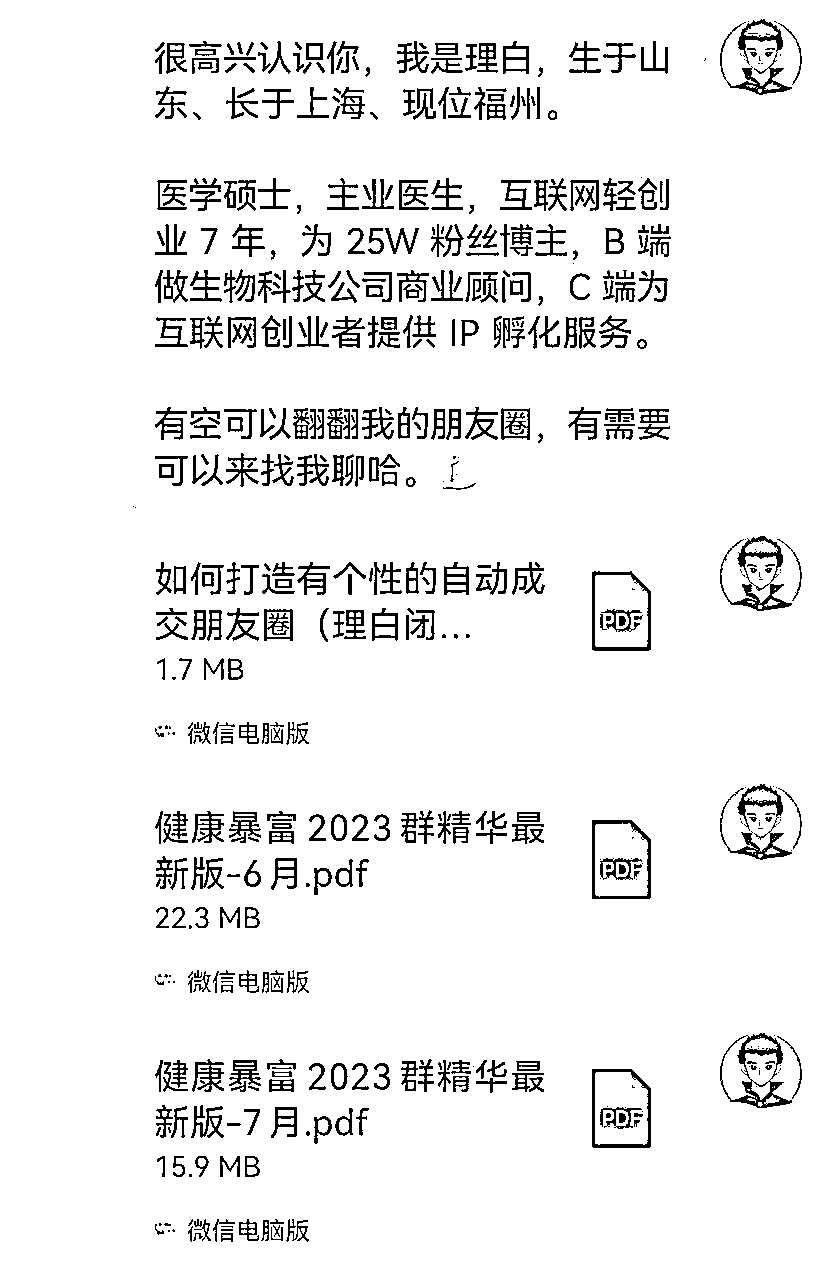 很高兴认识你，我是理白，生于山
东、长于上海、现位福州。
医学硕士，主业医生，互联网轻创
业 7 年，为 25W 粉丝博主，B 端
做生物科技公司商业顾问，C 端为
互联网创业者提供 IP 孵化服务。
有空可以翻翻我的朋友圈，有需要
可以来找我聊哈。
如何打造有个性的自动成
交朋友圈（理白闭...
PDF
1.7 MB
微信电脑版
健康暴富 2023 群精华最
新版-6 月.pdf
PDF
22.3 MB
微信电脑版
健康暴富 2023 群精华最
新版-7 月.pdf
PDF
15.9 MB
微信电脑版